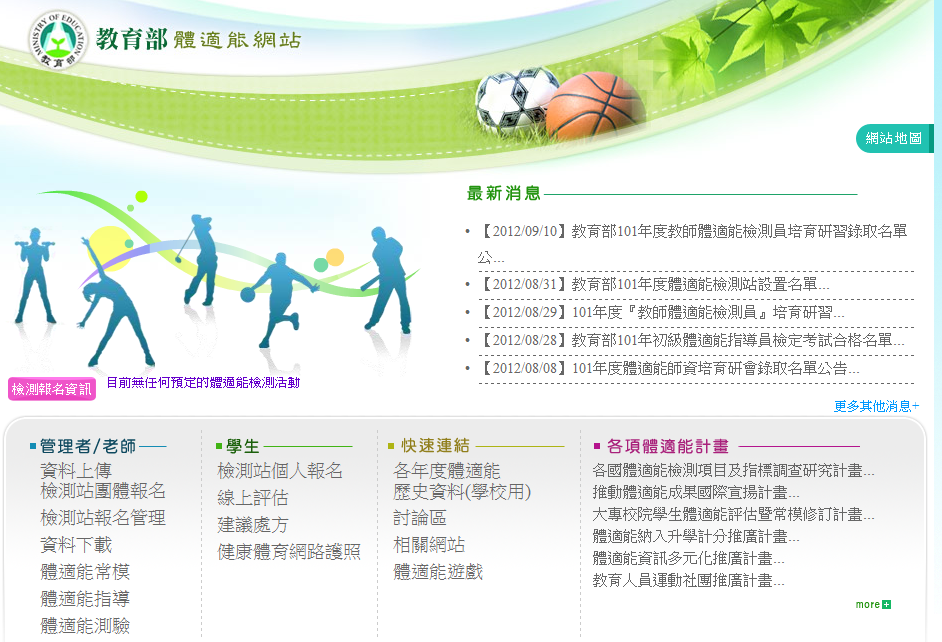 MINISTRY OF EDUCATION
教育部
教育部 體適能網站
網站地圖
最新消息
【2012/09/10】教育部101年度教師體適能檢測員培育研習錄取名單
公...
【2012/08/31】教育部101年度體適能檢測站設置名單...
【2012/08/29】101年度『教師體適能檢測員』培育研習...
【2012/08/28】教育部101年初級體適能指導員檢定考試合格名單...
【2012/08/08】101年度體適能師資培育研會錄取名單公告...
更多其他消息+
檢測報名資訊
目前無任何預定的體適能檢測活動
管理者/老師
資料上傳
檢測站團體報名
檢測站報名管理
資料下載
體適能常模
體適能指導
體適能測驗
學生
檢測站個人報名
線上評估
建議處方
健康體育網路護照
快速連結
各年度體適能
歷史資料(學校用)
討論區
相關網站
體適能遊戲
各項體適能計畫
各國體適能檢測項目及指標調查研究計畫...
推動體適能成果國際宣揚計畫...
大專校院學生體適能評估暨常模修訂計畫...
體適能納入升學計分推廣計畫...
體適能資訊多元化推廣計畫...
教育人員運動社團推廣計畫...
more